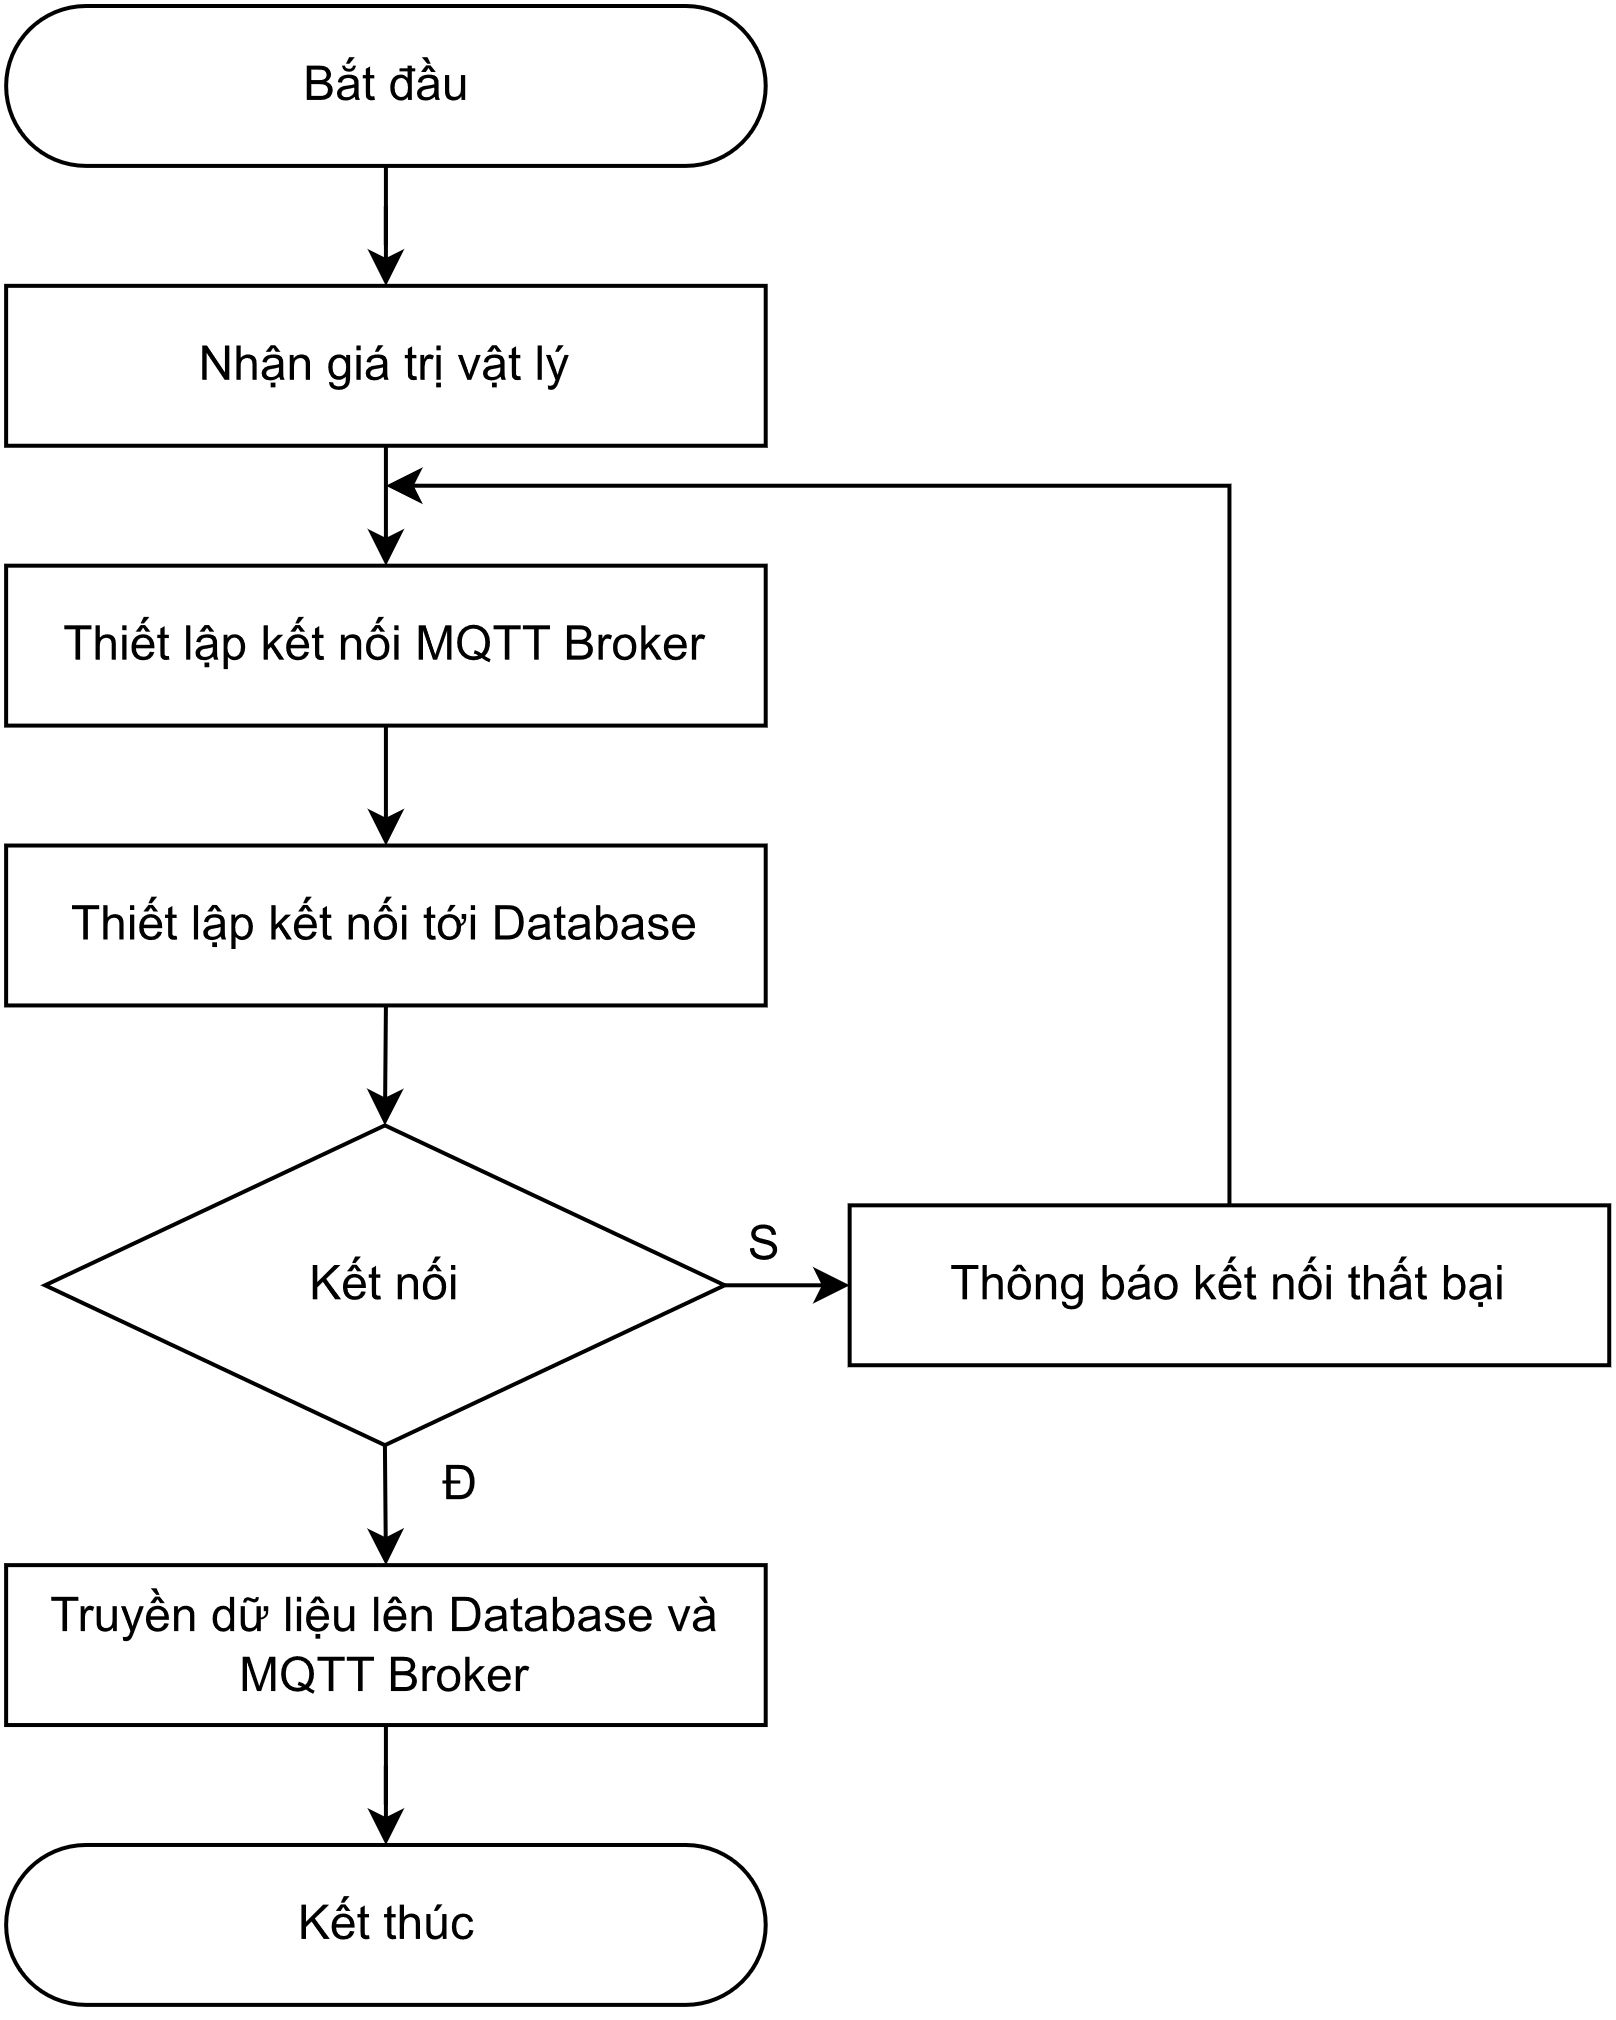 Bắt đầu
Nhận giá trị vật lý
Thiết lập kết nối MQTT Broker
Thiết lập kết nối tới Database
Kết nối
S
Thông báo kết nối thất bại
Đ
Truyền dữ liệu lên Database và
MQTT Broker
Kết thúc